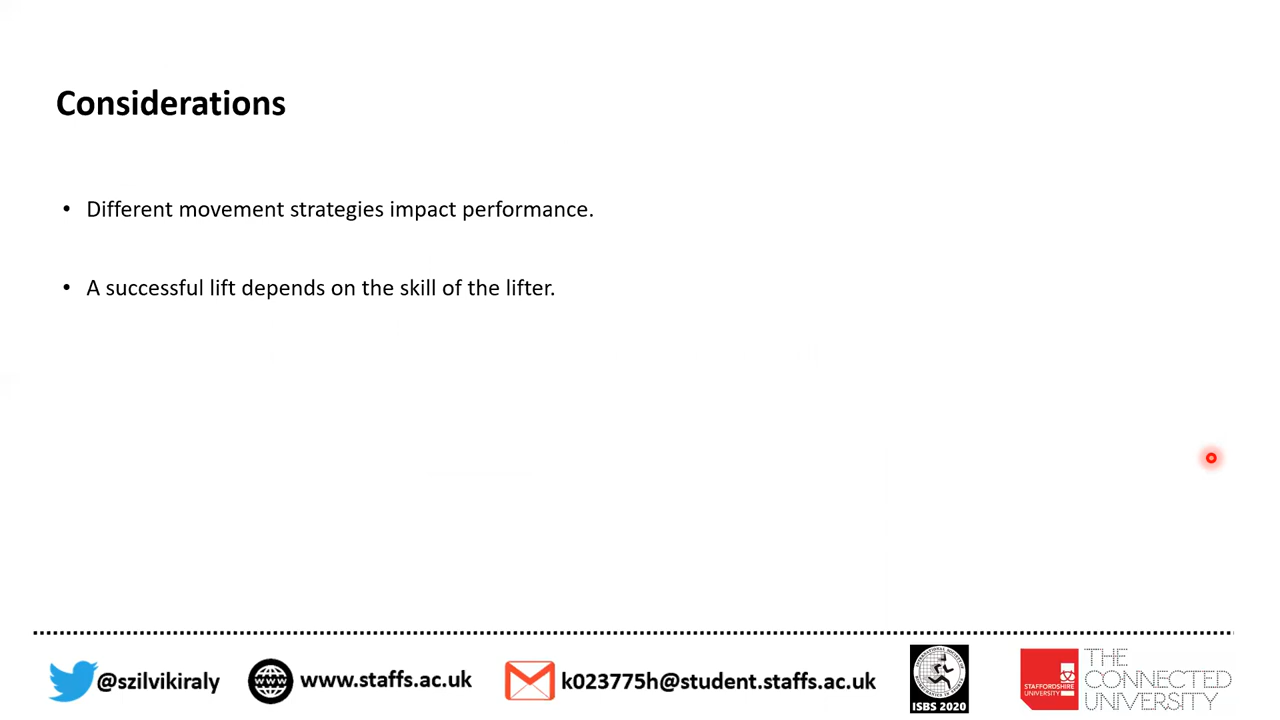 Considerations
• Different movement strategies impact performance.
• A successful lift depends on the skill of the lifter.
@szilvikiraly
www
www.staffs.ac.uk
k023775h@student.staffs.ac.uk
ISBS 2020
STAFFORDSHIRE
UNIVERSITY
THE
CONNECTED
UNIVERSITY